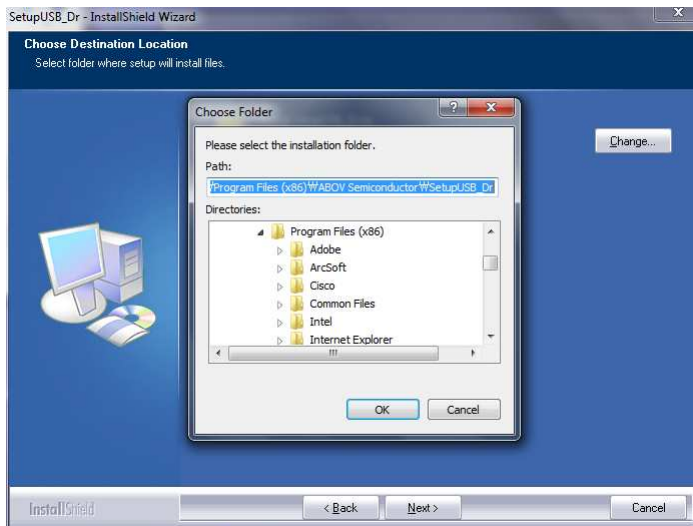 SetupUSB_Dr - InstallShield Wizard
Choose Destination Location
Select folder where setup will install files.
Choose Folder
Please select the installation folder.
Change...
Path:
₩Program Files (x86)₩ABOV Semiconductor₩SetupUSB_Dr
Directories:
Program Files (x86)
Adobe
ArcSoft
Cisco
Common Files
Intel
Internet Explorer
OK
Cancel
InstallShield
< Back
Next >
Cancel